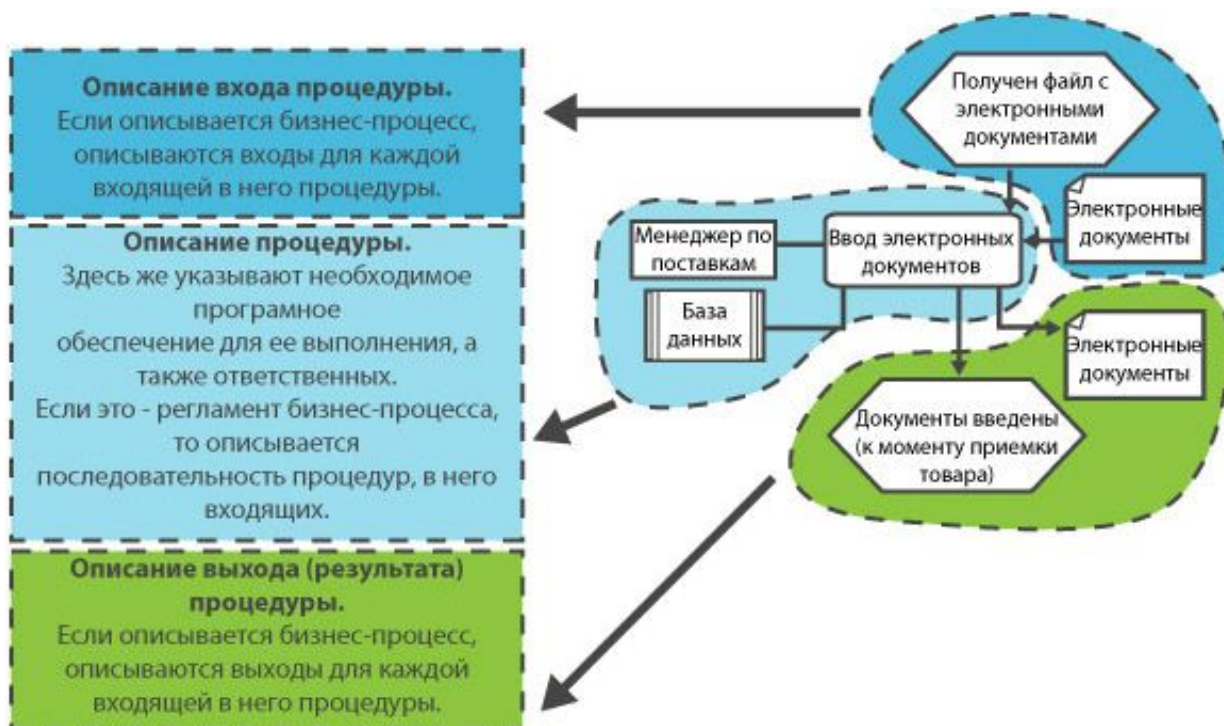 Описание входа процедуры.
Если описывается бизнес-процесс,
описываются входы для каждой
входящей в него процедуры.
Описание процедуры.
Здесь же указывают необходимое
програмное
обеспечение для ее выполнения, а
также ответственных.
Если это - регламент бизнес-процесса,
то описывается
последовательность процедур, в него
входящих.
Описание выхода (результата)
процедуры.
Если описывается бизнес-процесс,
описываются выходы для каждой
входящей в него процедуры.
Получен файл с
электронными
документами
Электронные
документы
Менеджер по
поставкам
Ввод электронных
документов
База
данных
Электронные
документы
Документы введены
(к моменту приемки
товара)